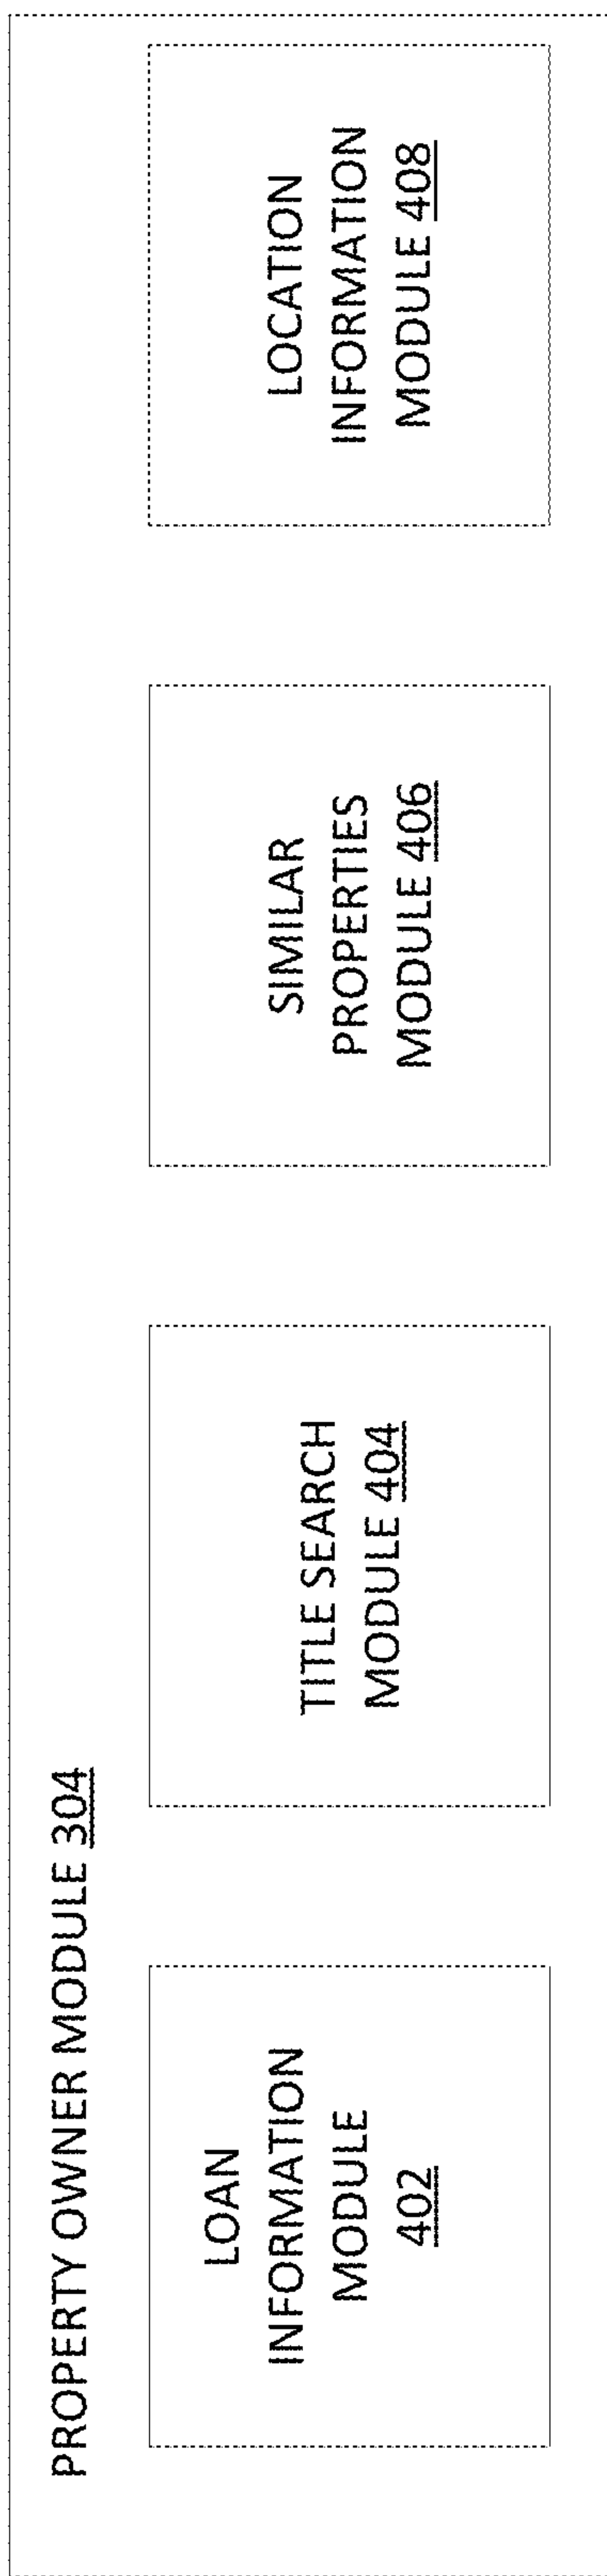 PROPERTY OWNER MODULE 304
LOAN
INFORMATION
MODULE
402
TITLE SEARCH
MODULE 404
SIMILAR
PROPERTIES
MODULE 406
LOCATION
INFORMATION
MODULE 408